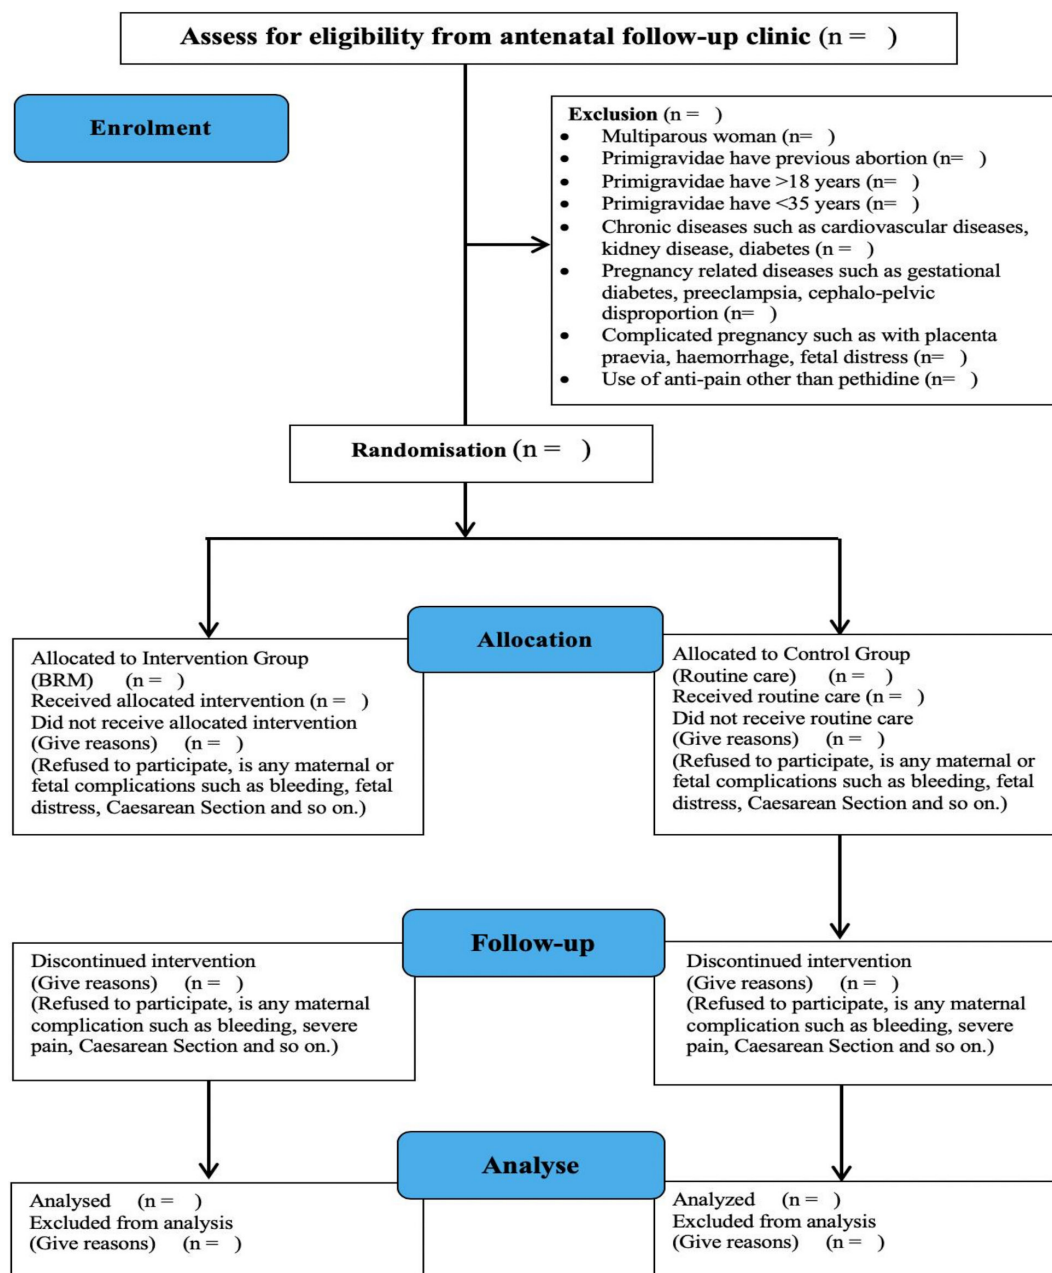 Assess for eligibility from antenatal follow-up clinic (n =   )
Enrolment
Exclusion (n =   )
• Multiparous woman (n=   )
• Primigravidae have previous abortion (n=   )
• Primigravidae have >18 years (n=   )
• Primigravidae have <35 years (n=   )
• Chronic diseases such as cardiovascular diseases,
kidney disease, diabetes (n =   )
• Pregnancy related diseases such as gestational
diabetes, preeclampsia, cephalo-pelvic
disproportion (n=   )
• Complicated pregnancy such as with placenta
praevia, haemorrhage, fetal distress (n=   )
• Use of anti-pain other than pethidine (n=   )
Randomisation (n =   )
Allocation
Allocated to Intervention Group
(BRM)     (n =   )
Received allocated intervention (n =   )
Did not receive allocated intervention
(Give reasons)     (n =   )
(Refused to participate, is any maternal or
fetal complications such as bleeding, fetal
distress, Caesarean Section and so on.)
Allocated to Control Group
(Routine care)     (n =   )
Received routine care (n =   )
Did not receive routine care
(Give reasons)     (n =   )
(Refused to participate, is any maternal or
fetal complications such as bleeding, fetal
distress, Caesarean Section and so on.)
Follow-up
Discontinued intervention
(Give reasons)     (n =   )
(Refused to participate, is any maternal
complication such as bleeding, severe
pain, Caesarean Section and so on.)
Discontinued intervention
(Give reasons)     (n =   )
(Refused to participate, is any maternal
complication such as bleeding, severe
pain, Caesarean Section and so on.)
Analyse
Analysed     (n =   )
Excluded from analysis
(Give reasons)     (n =   )
Analyzed     (n =   )
Excluded from analysis
(Give reasons)     (n =   )